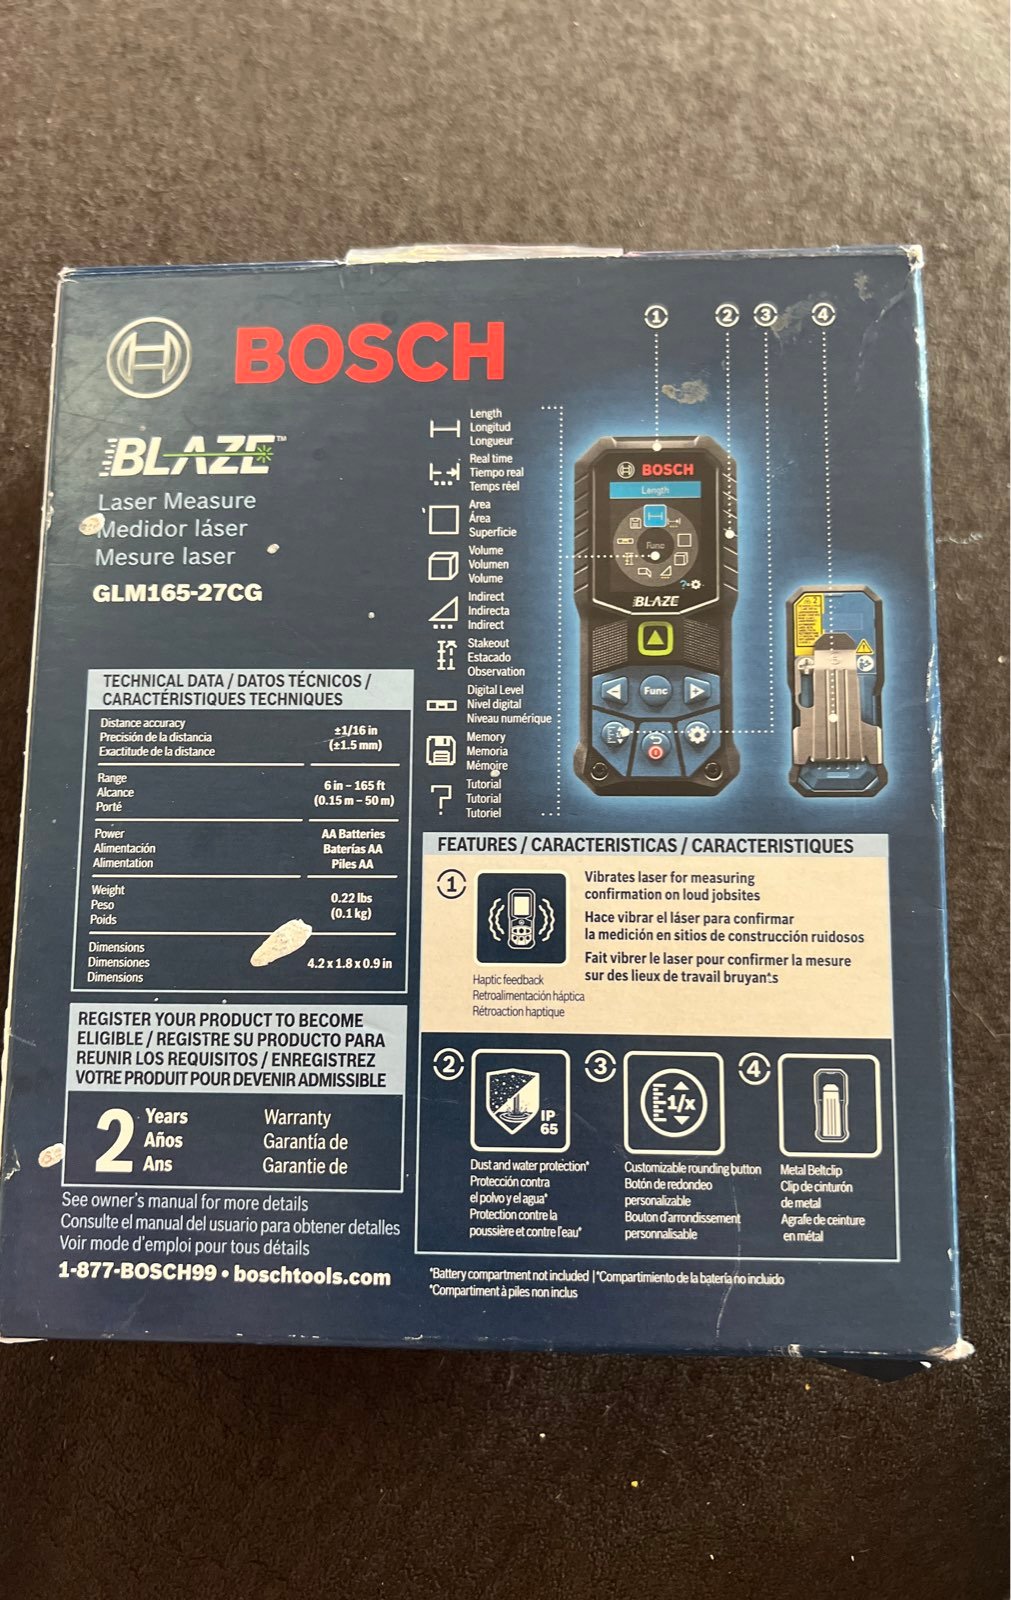 BOSCH
BLAZE™
Laser Measure
Medidor láser
Mesure laser
GLM165-27CG
TECHNICAL DATA / DATOS TÉCNICOS /
CARACTÉRISTIQUES TECHNIQUES
Distance accuracy
Precisión de la distancia
Exactitude de la distance
±1/16 in
(±1.5 mm)
Range
Alcance
Porté
6 in – 165 ft
(0.15 m – 50 m)
Power
Alimentación
Alimentation
AA Batteries
Baterías AA
Piles AA
Weight
Peso
Poids
0.22 lbs
(0.1 kg)
Dimensions
Dimensiones
Dimensions
4.2 x 1.8 x 0.9 in
REGISTER YOUR PRODUCT TO BECOME
ELIGIBLE / REGISTRE SU PRODUCTO PARA
REUNIR LOS REQUISITOS / ENREGISTREZ
VOTRE PRODUIT POUR DEVENIR ADMISSIBLE
2
Years
Años
Ans
Warranty
Garantía de
Garantie de
See owner's manual for more details
Consulte el manual del usuario para obtener detalles
Voir mode d'emploi pour tous détails
1-877-BOSCH99 • boschtools.com
Length
Longitud
Longueur
Real time
Tiempo real
Temps réel
Area
Área
Superficie
Volume
Volumen
Volume
Indirect
Indirecta
Indirect
Stakeout
Estacado
Observation
Digital Level
Nivel digital
Niveau numérique
Memory
Memoria
Mémoire
Tutorial
Tutorial
Tutoriel
1
2
3
4
BOSCH
Length
Func
BLAZE
Func
FEATURES / CARACTERISTICAS / CARACTERISTIQUES
1
Haptic feedback
Retroalimentación háptica
Rétroaction haptique
Vibrates laser for measuring
confirmation on loud jobsites
Hace vibrar el láser para confirmar
la medición en sitios de construcción ruidosos
Fait vibrer le laser pour confirmer la mesure
sur des lieux de travail bruyants
2
IP
65
Dust and water protection*
Protección contra
el polvo y el agua*
Protection contre la
poussière et contre l'eau*
3
1/x
Customizable rounding button
Botón de redondeo
personalizable
Bouton d'arrondissement
personnalisable
4
Metal Beltclip
Clip de cinturón
de metal
Agrafe de ceinture
en métal
*Battery compartment not included | *Compartimiento de la batería no incluido
*Compartiment à piles non inclus